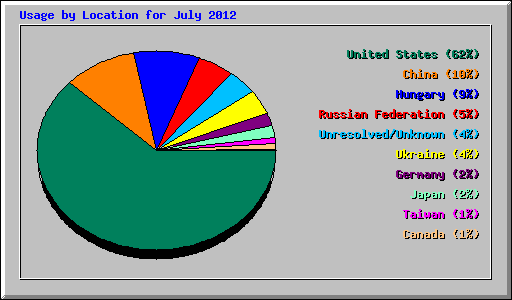 Usage by Location for July 2012
United States (62%)
China (10%)
Hungary (9%)
Russian Federation (5%)
Unresolved/Unknown (4%)
Ukraine (4%)
Germany (2%)
Japan (2%)
Taiwan (1%)
Canada (1%)